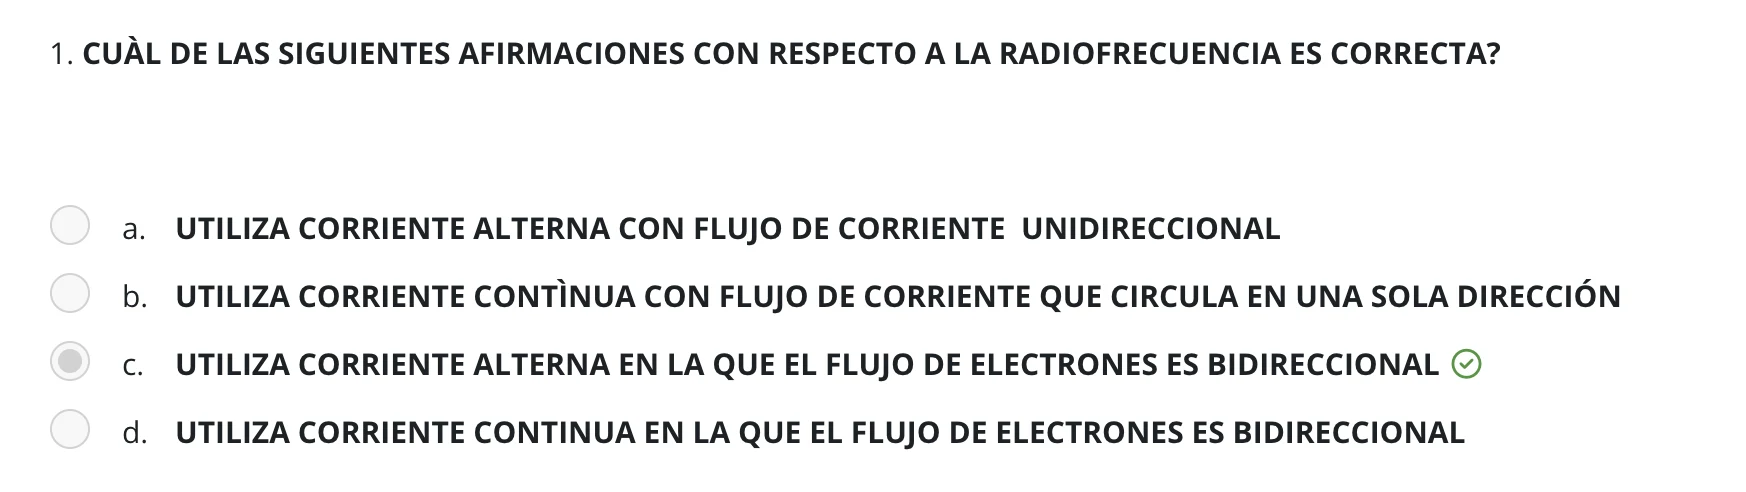 1. CUÀL DE LAS SIGUIENTES AFIRMACIONES CON RESPECTO A LA RADIOFRECUENCIA ES CORRECTA?
a. UTILIZA CORRIENTE ALTERNA CON FLUJO DE CORRIENTE UNIDIRECCIONAL
b. UTILIZA CORRIENTE CONTÌNUA CON FLUJO DE CORRIENTE QUE CIRCULA EN UNA SOLA DIRECCIÓN
c. UTILIZA CORRIENTE ALTERNA EN LA QUE EL FLUJO DE ELECTRONES ES BIDIRECCIONAL
d. UTILIZA CORRIENTE CONTINUA EN LA QUE EL FLUJO DE ELECTRONES ES BIDIRECCIONAL